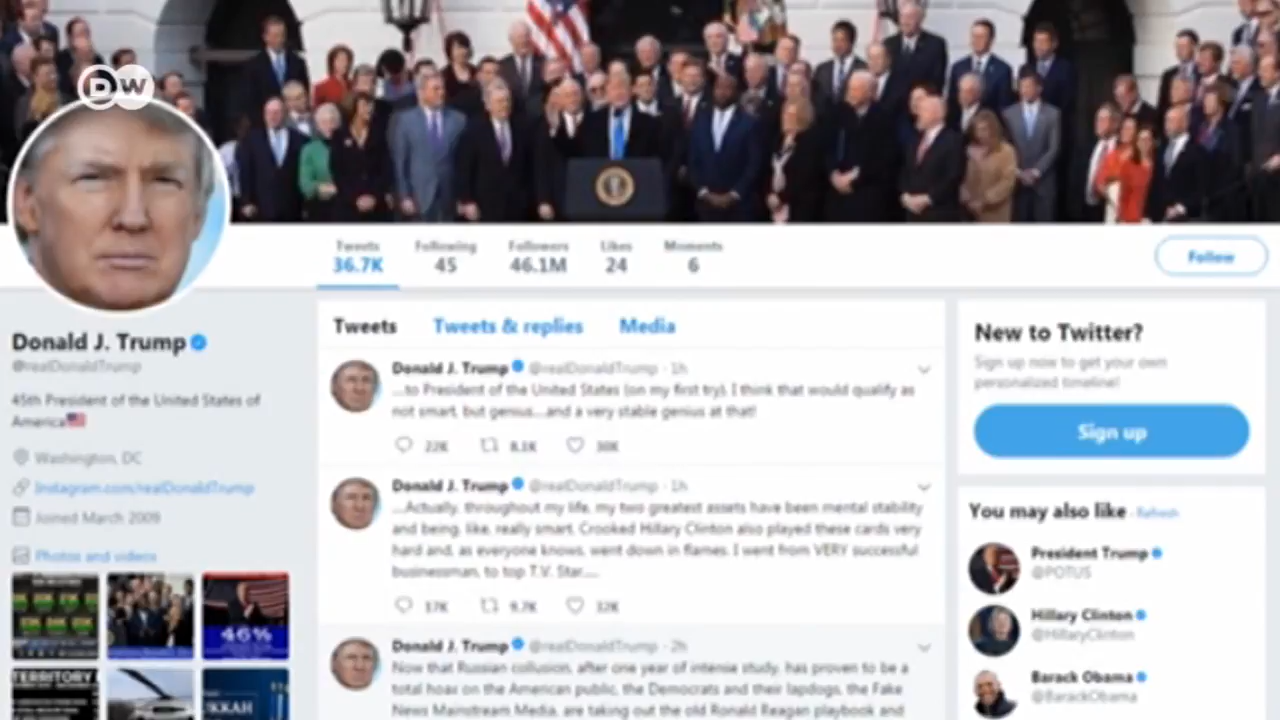 DW
Tweets Following Followers Likes Moments
36.7K 45 46.1M 24 6
Follow
Donald J. Trump
@realDonaldTrump
45th President of the United States of
America
Washington, DC
Instagram.com/realDonaldTrump
Joined March 2009
Photos and videos
46%
TERRITORY
KKAH
Tweets Tweets & replies Media
Donald J. Trump @realDonaldTrump · 1h
...to President of the United States (on my first try). I think that would qualify as
not smart, but genius...and a very stable genius at that!
22K 8.1K 30K
Donald J. Trump @realDonaldTrump · 1h
...Actually, throughout my life, my two greatest assets have been mental stability
and being, like, really smart. Crooked Hillary Clinton also played these cards very
hard and, as everyone knows, went down in flames. I went from VERY successful
businessman, to top T.V. Star.....
17K 9.7K 32K
Donald J. Trump @realDonaldTrump · 2h
Now that Russian collusion, after one year of intense study, has proven to be a
total hoax on the American public, the Democrats and their lapdogs, the Fake
News Mainstream Media, are taking out the old Ronald Reagan playbook and
New to Twitter?
Sign up now to get your own
personalized timeline!
Sign up
You may also like · Refresh
President Trump
@POTUS
Hillary Clinton
@HillaryClinton
Barack Obama
@BarackObama